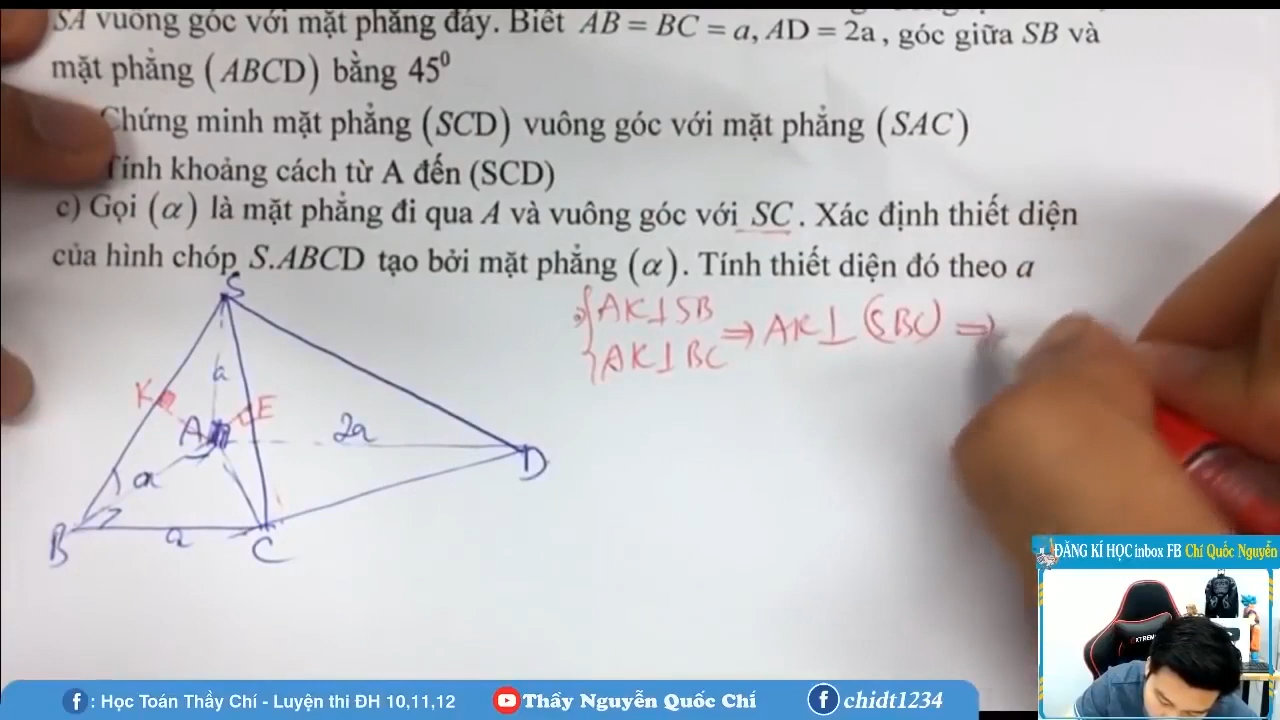 SA vuông góc với mặt phẳng đáy. Biết AB = BC = a, AD = 2a, góc giữa SB và
mặt phẳng (ABCD) bằng 45⁰
Chứng minh mặt phẳng (SCD) vuông góc với mặt phẳng (SAC)
Tính khoảng cách từ A đến (SCD)
c) Gọi (α) là mặt phẳng đi qua A và vuông góc với SC. Xác định thiết diện
của hình chóp S.ABCD tạo bởi mặt phẳng (α). Tính thiết diện đó theo a
S
AK⊥SB
AK⊥BC
⇒ AK⊥(SBC) ⇒
a
K
E
A
2a
a
D
B
a
C
ĐĂNG KÍ HỌC inbox FB Chí Quốc Nguyễn
EXTREME
f : Học Toán Thầy Chí - Luyện thi ĐH 10,11,12
Thầy Nguyễn Quốc Chí
f chidt1234